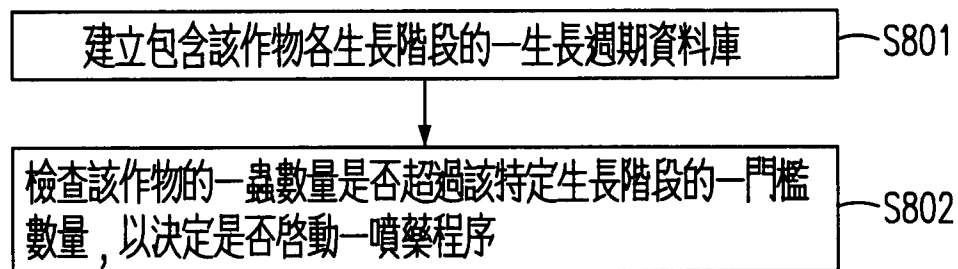 建立包含該作物各生長階段的一生長週期資料庫
S801
檢查該作物的一蟲數量是否超過該特定生長階段的一門檻
數量,以決定是否啓動一噴藥程序
S802